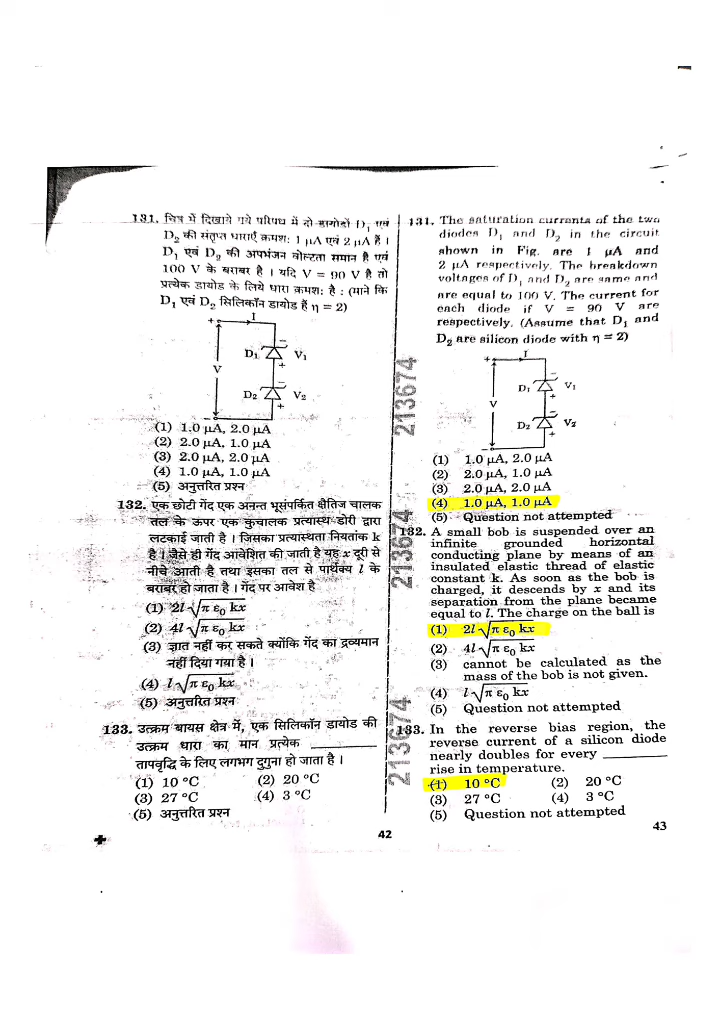 131. चित्र में दिखाये गये परिपथ में दो डायोडों D₁ एवं
D₂ की संतृप्त धाराएँ क्रमश: 1 μA एवं 2 μA हैं ।
D₁ एवं D₂ की अपभंजन वोल्टता समान है एवं
100 V के बराबर है । यदि V = 90 V है तो
प्रत्येक डायोड के लिये धारा क्रमश: है : (माने कि
D₁ एवं D₂ सिलिकॉन डायोड हैं η = 2)
+ I
−
D₁ V₁
+
V
−
D₂ V₂
+
−
(1) 1.0 μA, 2.0 μA
(2) 2.0 μA, 1.0 μA
(3) 2.0 μA, 2.0 μA
(4) 1.0 μA, 1.0 μA
(5) अनुत्तरित प्रश्न
132. एक छोटी गेंद एक अनन्त भूसंपर्कित क्षैतिज चालक
तल के ऊपर एक कुचालक प्रत्यास्थ डोरी द्वारा
लटकाई जाती है । जिसका प्रत्यास्थता नियतांक k
है । जैसे ही गेंद आवेशित की जाती है यह x दूरी से
नीचे आती है तथा इसका तल से पार्थक्य l के
बराबर हो जाता है । गेंद पर आवेश है
(1) 2l√π ε₀ kx
(2) 4l√π ε₀ kx
(3) ज्ञात नहीं कर सकते क्योंकि गेंद का द्रव्यमान
नहीं दिया गया है ।
(4) l√π ε₀ kx
(5) अनुत्तरित प्रश्न
133. उत्क्रम बायस क्षेत्र में, एक सिलिकॉन डायोड की
उत्क्रम धारा का मान प्रत्येक ________
तापवृद्धि के लिए लगभग दुगुना हो जाता है ।
(1) 10 °C (2) 20 °C
(3) 27 °C (4) 3 °C
(5) अनुत्तरित प्रश्न
42
213674
213674
213674
131. The saturation currents of the two
diodes D₁ and D₂ in the circuit
shown in Fig. are 1 μA and
2 μA respectively. The breakdown
voltages of D₁ and D₂ are same and
are equal to 100 V. The current for
each diode if V = 90 V are
respectively. (Assume that D₁ and
D₂ are silicon diode with η = 2)
+ I
−
D₁ V₁
+
V
−
D₂ V₂
+
−
(1) 1.0 μA, 2.0 μA
(2) 2.0 μA, 1.0 μA
(3) 2.0 μA, 2.0 μA
(4) 1.0 μA, 1.0 μA
(5) Question not attempted
132. A small bob is suspended over an
infinite grounded horizontal
conducting plane by means of an
insulated elastic thread of elastic
constant k. As soon as the bob is
charged, it descends by x and its
separation from the plane became
equal to l. The charge on the ball is
(1) 2l√π ε₀ kx
(2) 4l√π ε₀ kx
(3) cannot be calculated as the
mass of the bob is not given.
(4) l√π ε₀ kx
(5) Question not attempted
133. In the reverse bias region, the
reverse current of a silicon diode
nearly doubles for every ________
rise in temperature.
(1) 10 °C (2) 20 °C
(3) 27 °C (4) 3 °C
(5) Question not attempted
43